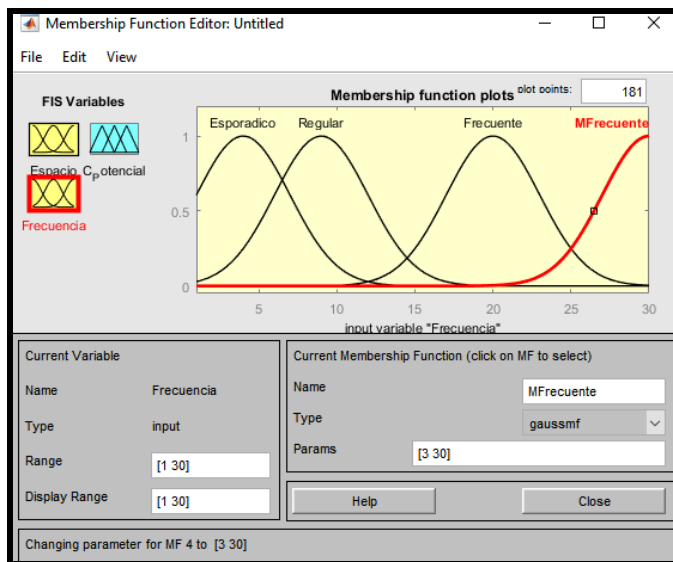 Membership Function Editor: Untitled
File Edit View
FIS Variables
Espacio C_Potencial
Frecuencia
Membership function plots plot points: 181
Esporadico Regular Frecuente MFrecuente
1
0.5
0
5 10 15 20 25 30
input variable "Frecuencia"
Current Variable
Name Frecuencia
Type input
Range [1 30]
Display Range [1 30]
Current Membership Function (click on MF to select)
Name MFrecuente
Type gaussmf
Params [3 30]
Help Close
Changing parameter for MF 4 to [3 30]